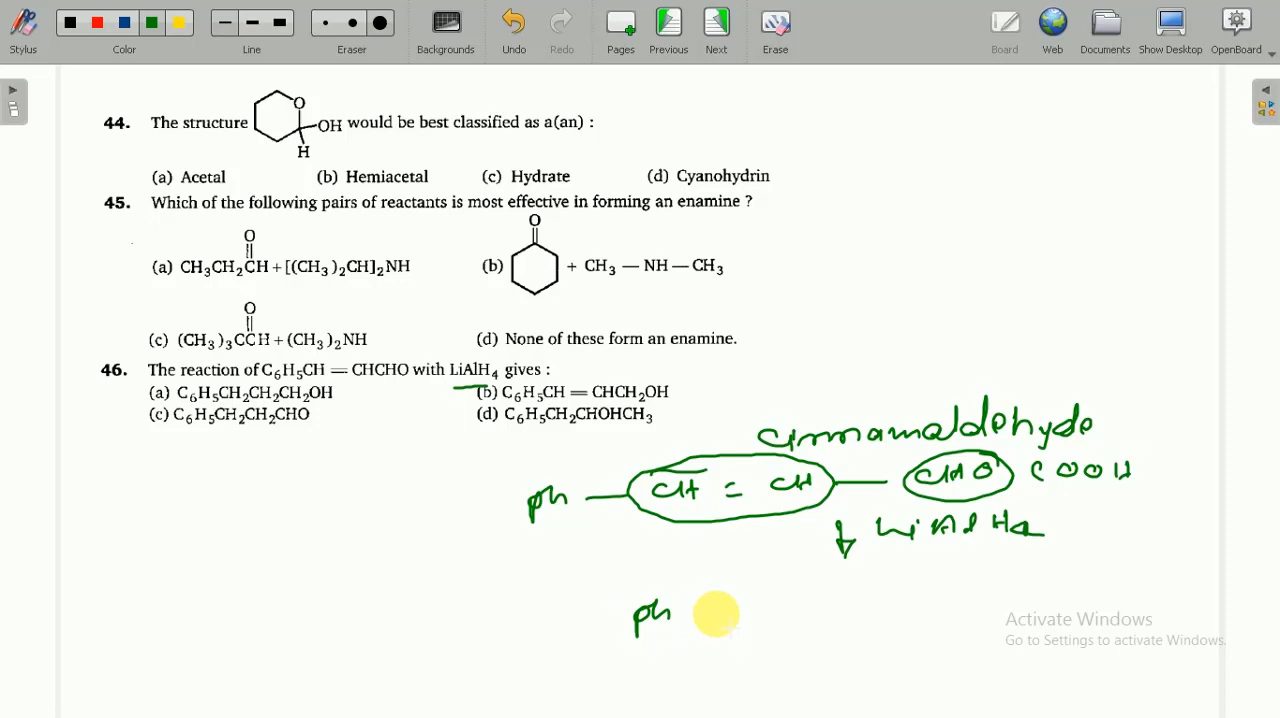 Stylus Color Line Eraser Backgrounds Undo Redo Pages Previous Next Erase Board Web Documents Show Desktop OpenBoard
44. The structure O OH H would be best classified as a(an) :
(a) Acetal (b) Hemiacetal (c) Hydrate (d) Cyanohydrin
45. Which of the following pairs of reactants is most effective in forming an enamine ?
O O
(a) CH₃CH₂CH + [(CH₃)₂CH]₂NH (b) + CH₃ — NH — CH₃
O
(c) (CH₃)₃CCH + (CH₃)₂NH (d) None of these form an enamine.
46. The reaction of C₆H₅CH = CHCHO with LiAlH₄ gives :
(a) C₆H₅CH₂CH₂CH₂OH (b) C₆H₅CH = CHCH₂OH
(c) C₆H₅CH₂CH₂CHO (d) C₆H₅CH₂CHOHCH₃
cinnamaldehyde
ph — CH = CH — CHO COOH
↓ LiAlH₄
ph
Activate Windows
Go to Settings to activate Windows.